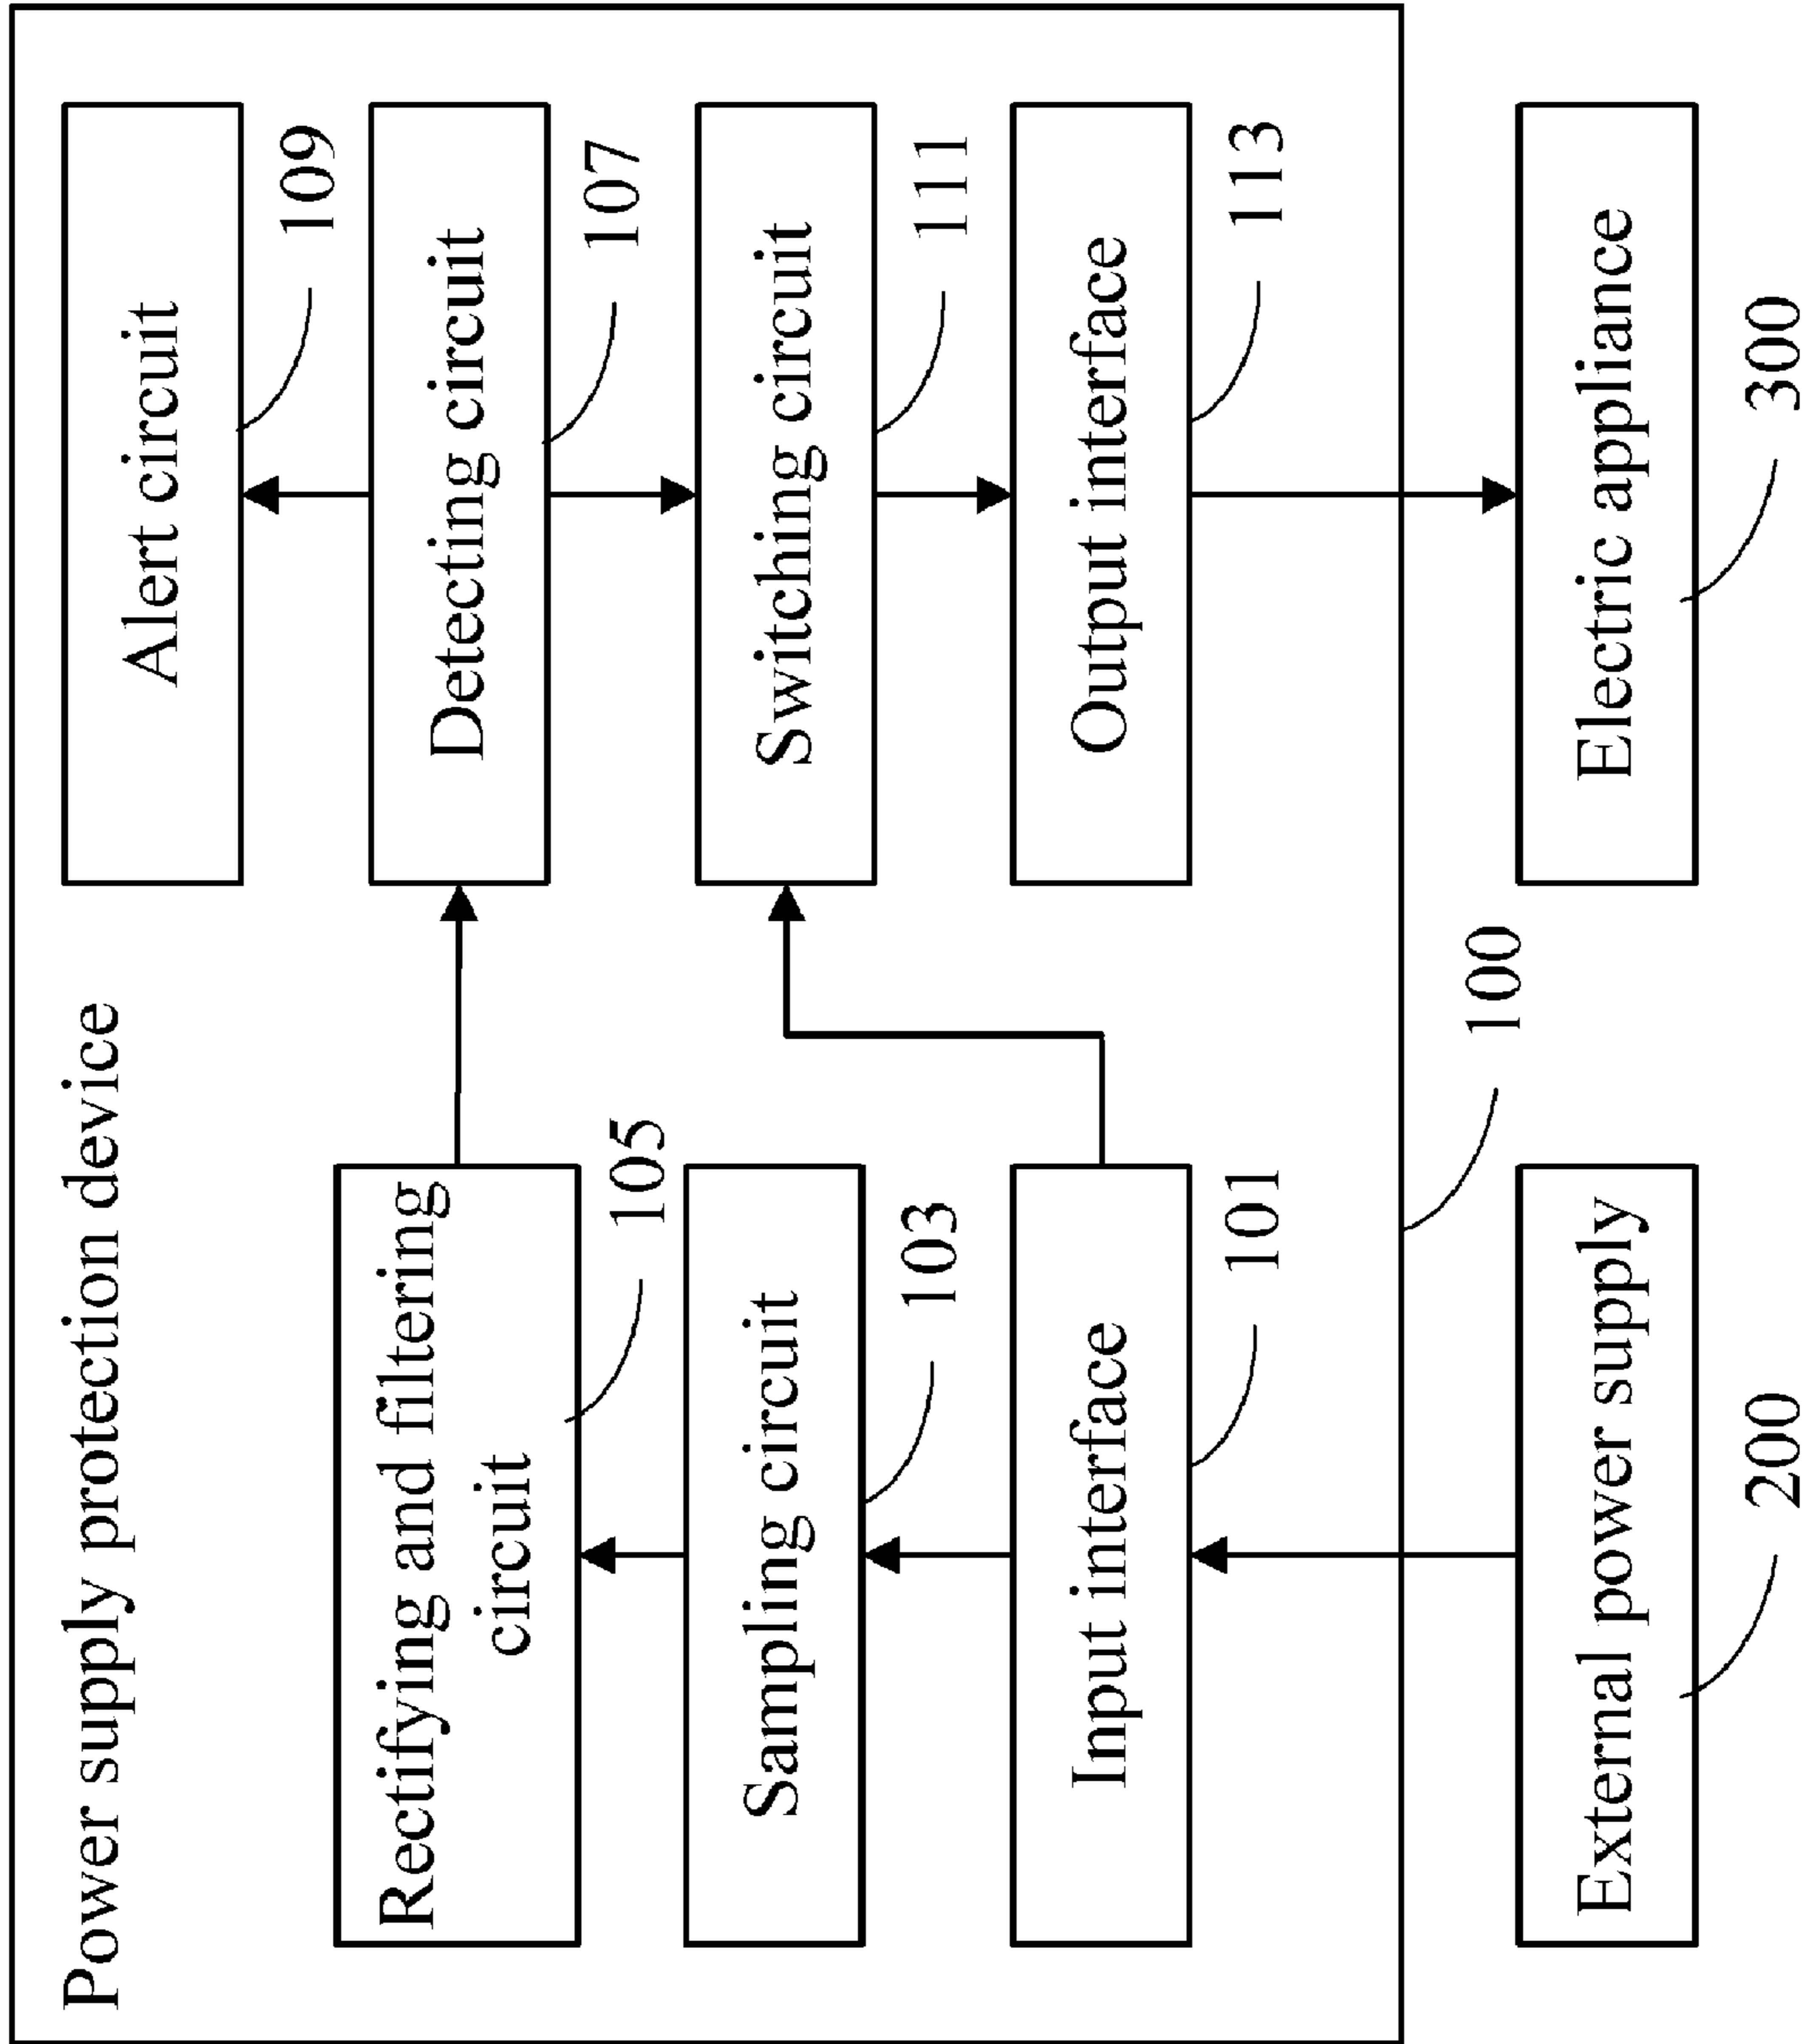 Power supply protection device
Rectifying and filtering
circuit
105
Sampling circuit
103
Input interface
101
External power supply
200
100
Alert circuit
109
Detecting circuit
107
Switching circuit
111
Output interface
113
Electric appliance
300